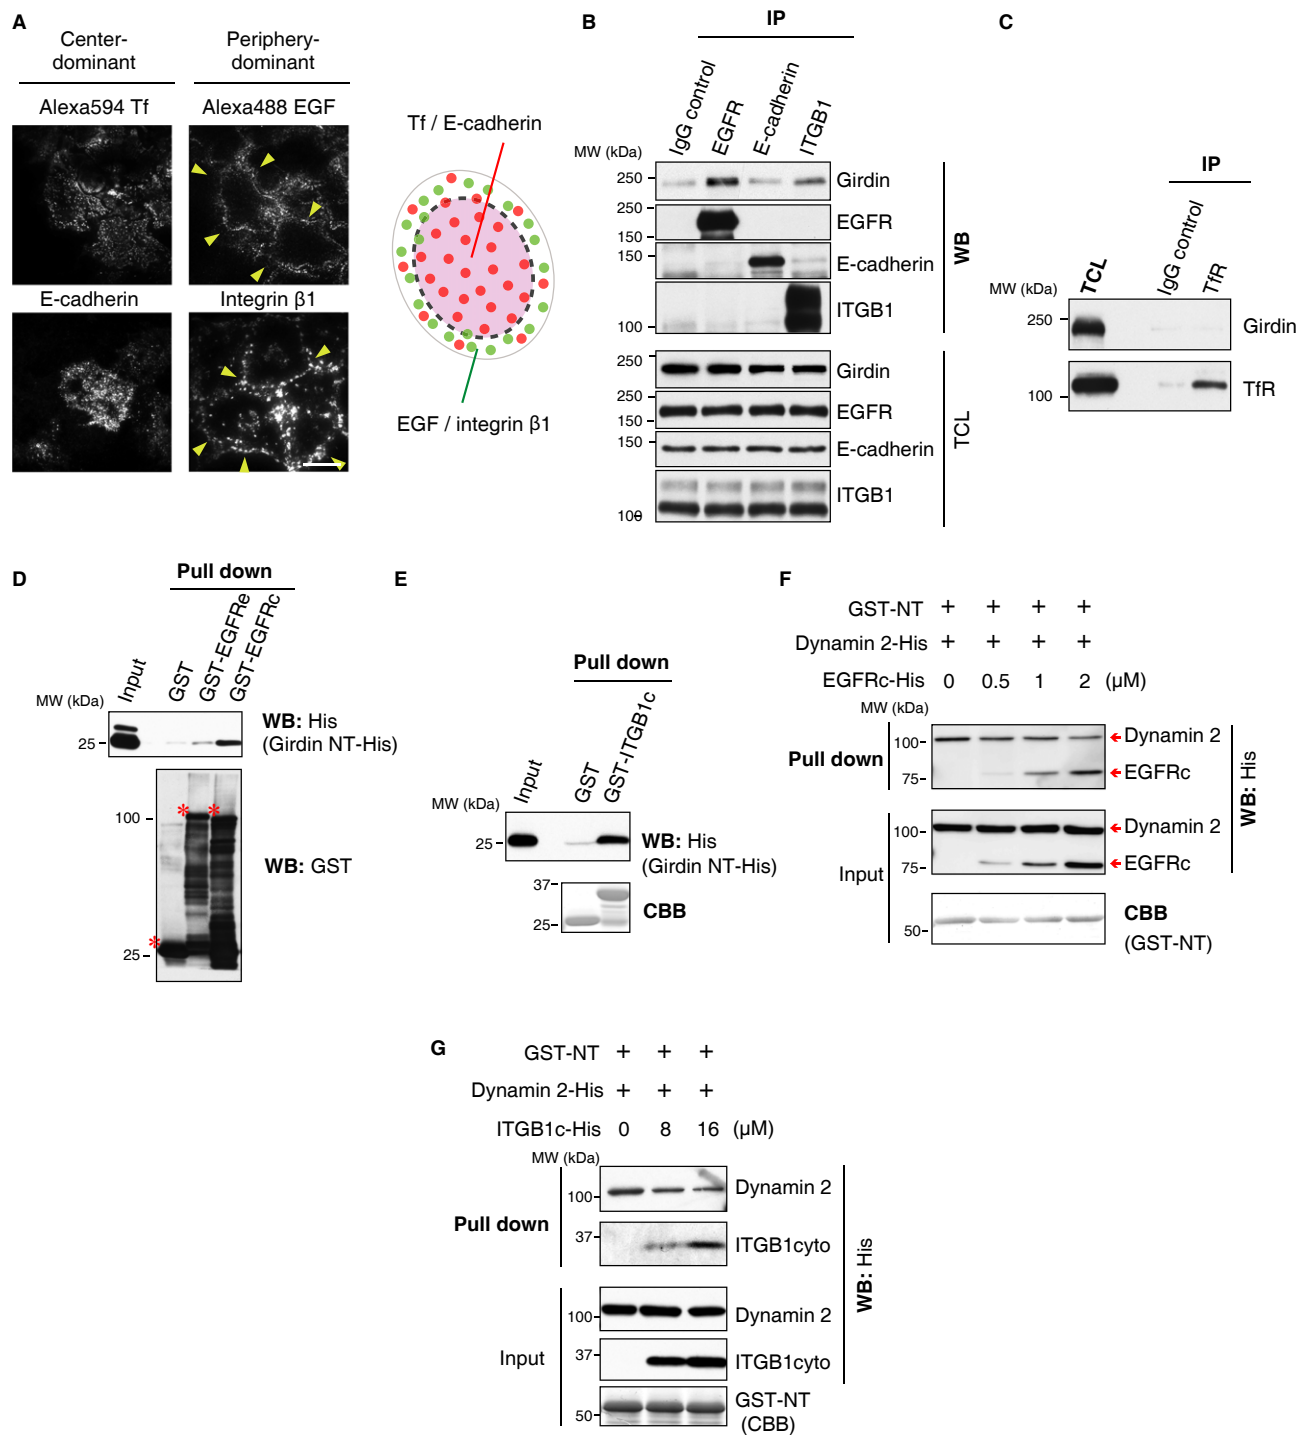 A
Center-
dominant
Periphery-
dominant
Alexa594 Tf
Alexa488 EGF
E-cadherin
Integrin β1
Tf / E-cadherin
EGF / integrin β1
B
IP
MW (kDa)
IgG control
EGFR
E-cadherin
ITGB1
250
Girdin
250
EGFR
150
150
E-cadherin
ITGB1
100
WB
250
Girdin
250
EGFR
150
150
E-cadherin
ITGB1
100
TCL
C
IP
MW (kDa)
TCL
IgG control
TfR
250
Girdin
TfR
100
D
Pull down
MW (kDa)
Input
GST
GST-EGFRe
GST-EGFRc
25
WB: His
(Girdin NT-His)
100
* * *
WB: GST
25
E
Pull down
MW (kDa)
Input
GST
GST-ITGB1c
25
WB: His
(Girdin NT-His)
37
CBB
25
F
GST-NT + + + +
Dynamin 2-His + + + +
EGFRc-His 0 0.5 1 2 (µM)
MW (kDa)
Pull down
100
Dynamin 2
75
EGFRc
Input
100
Dynamin 2
75
EGFRc
WB: His
50
CBB
(GST-NT)
G
GST-NT + + +
Dynamin 2-His + + +
ITGB1c-His 0 8 16 (µM)
MW (kDa)
Pull down
100
Dynamin 2
37
ITGB1cyto
Input
100
Dynamin 2
37
ITGB1cyto
WB: His
50
GST-NT
(CBB)